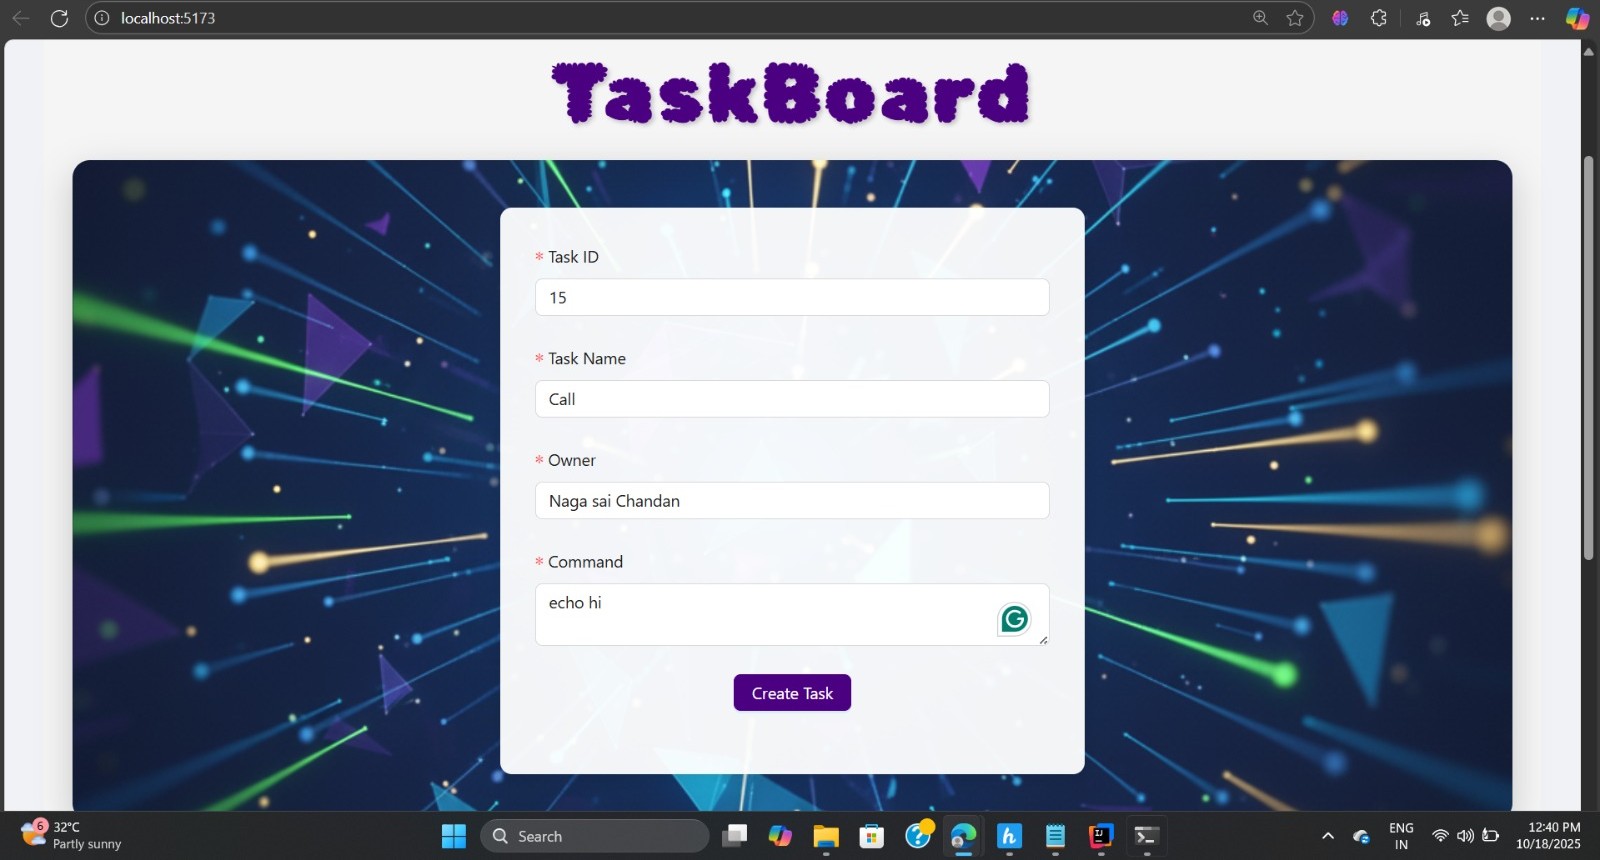 localhost:5173
TaskBoard
* Task ID
15
* Task Name
Call
* Owner
Naga sai Chandan
* Command
echo hi
Create Task
6
32°C
Partly sunny
Search
ENG
IN
12:40 PM
10/18/2025